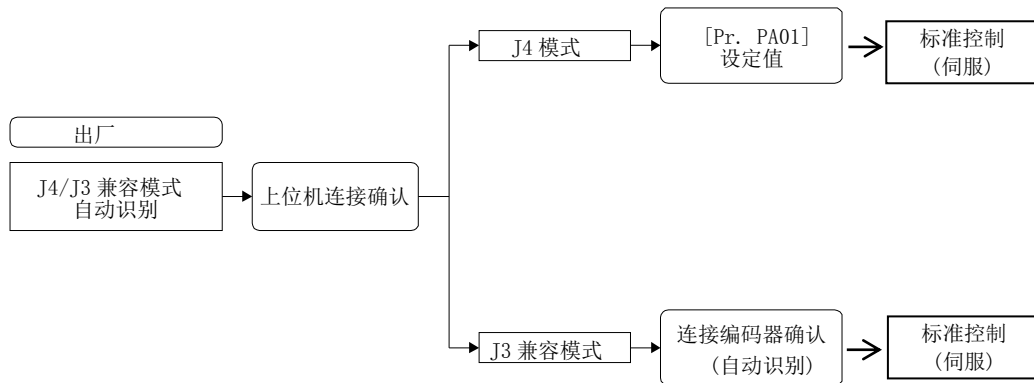 J4 模式
[Pr. PA01]
设定值
标准控制
(伺服)
出厂
J4/J3 兼容模式
自动识别
上位机连接确认
J3 兼容模式
连接编码器确认
(自动识别)
标准控制
(伺服)